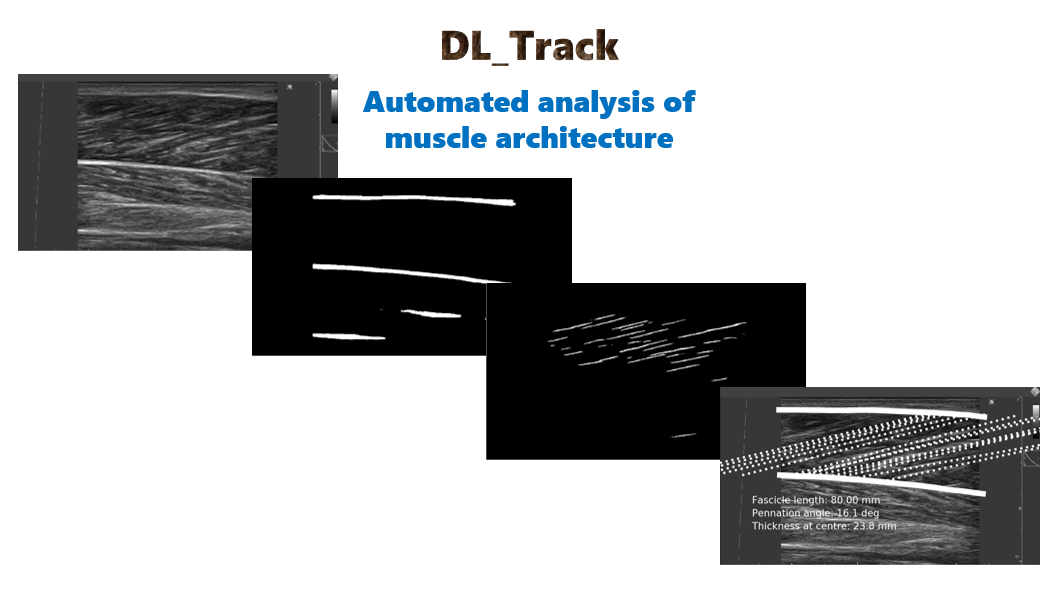 DL_Track
Automated analysis of
muscle architecture
Fascicle length: 80.00 mm
Pennation angle: 16.1 deg
Thickness at centre: 23.8 mm